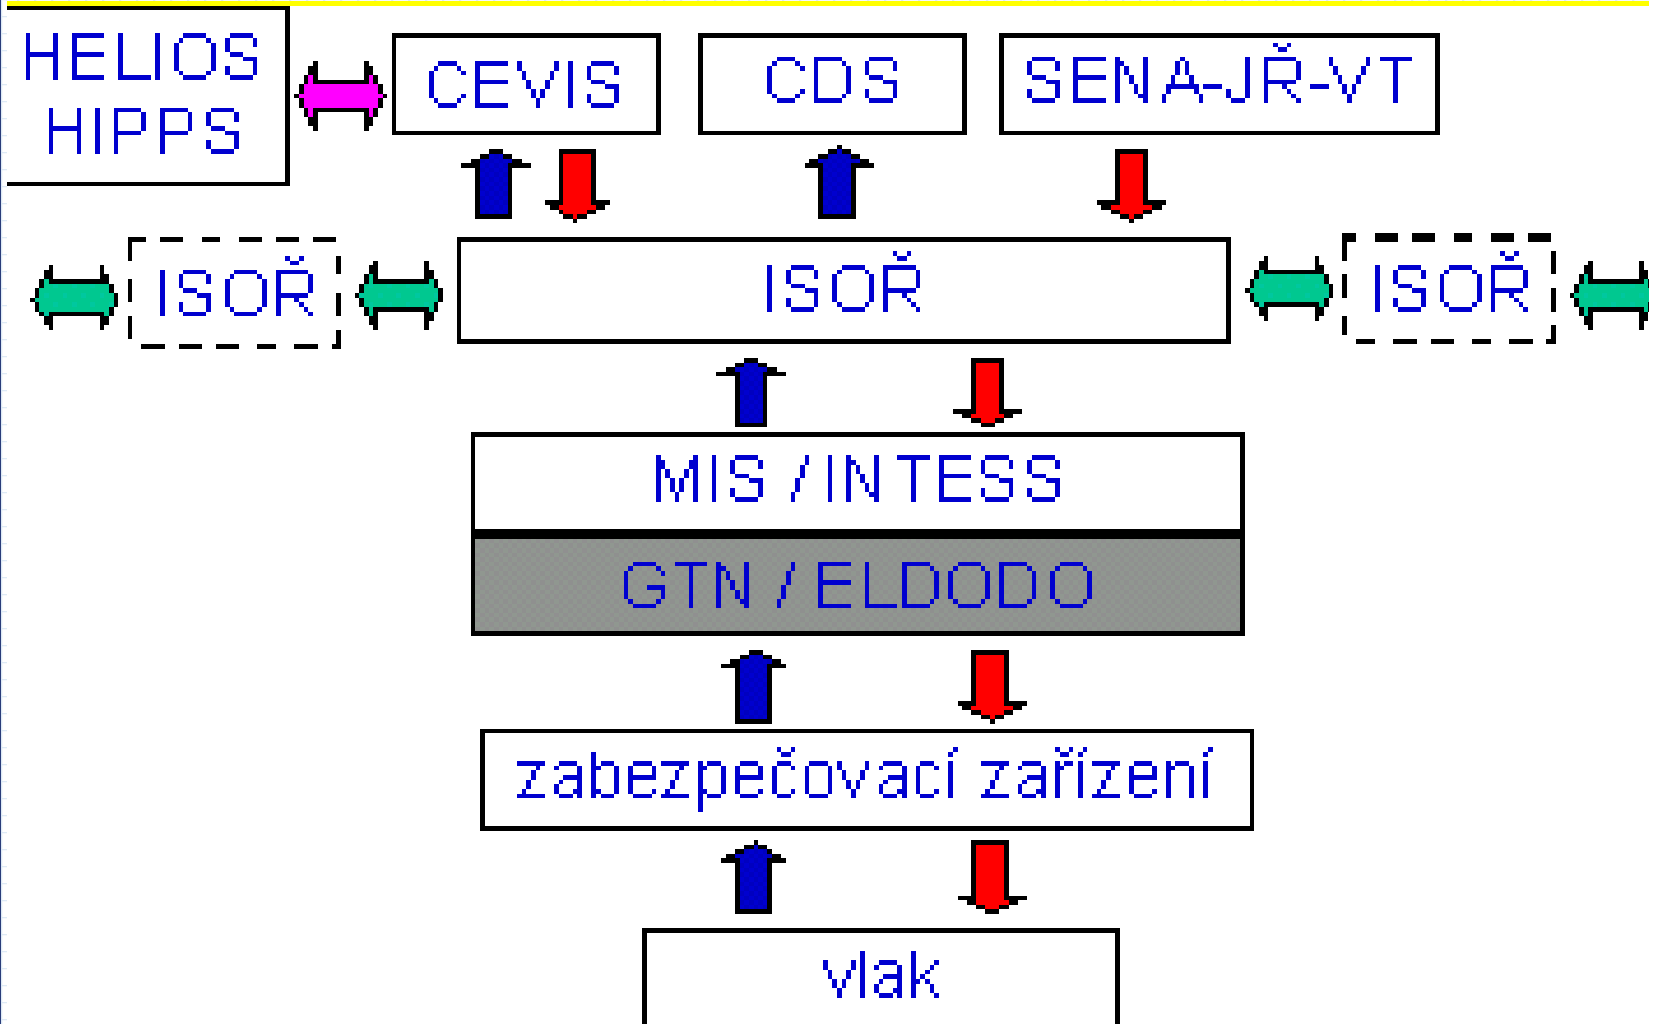 HELIOS
HIPPS
CEVIS
CDS
SENA-JŘ-VT
ISOŘ
ISOŘ
ISOŘ
MIS / INTESS
GTN / ELDODO
zabezpečovací zařízení
vlak